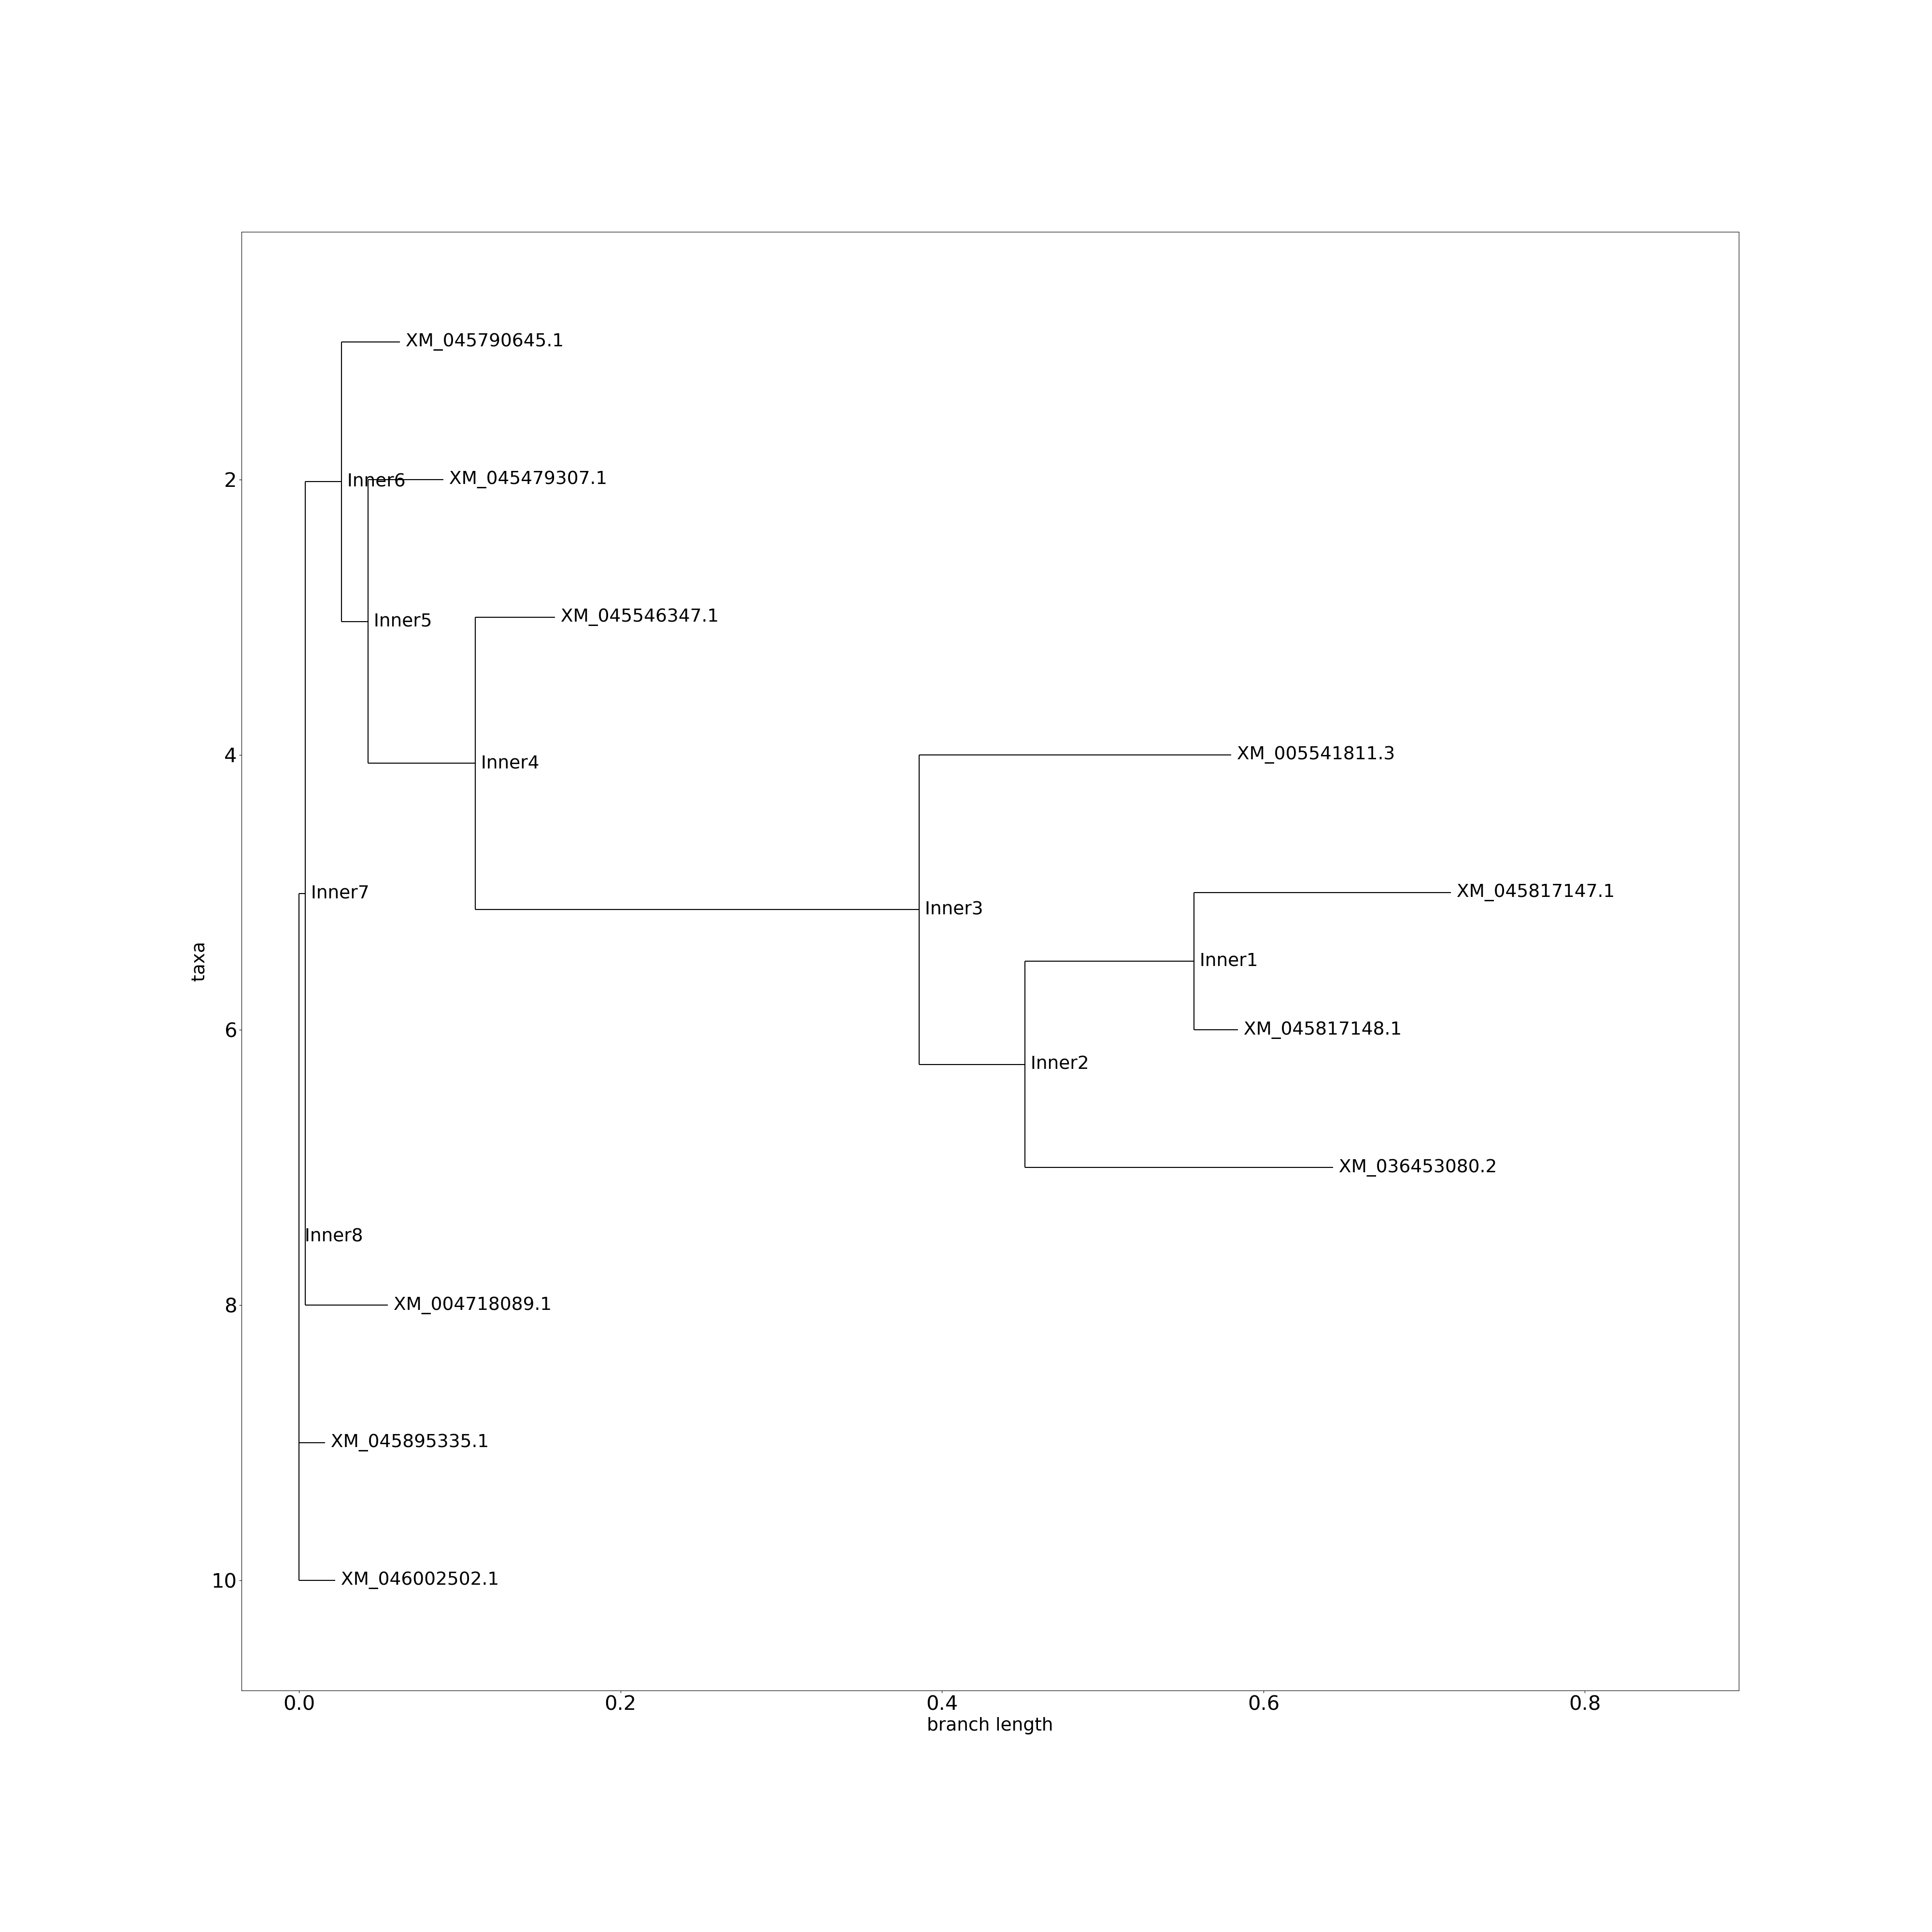 XM_045790645.1
2
Inner6
XM_045479307.1
XM_045546347.1
Inner5
4
XM_005541811.3
Inner4
Inner7
XM_045817147.1
Inner3
taxa
Inner1
6
XM_045817148.1
Inner2
XM_036453080.2
Inner8
8
XM_004718089.1
XM_045895335.1
10
XM_046002502.1
0.0 0.2 0.4 0.6 0.8
branch length